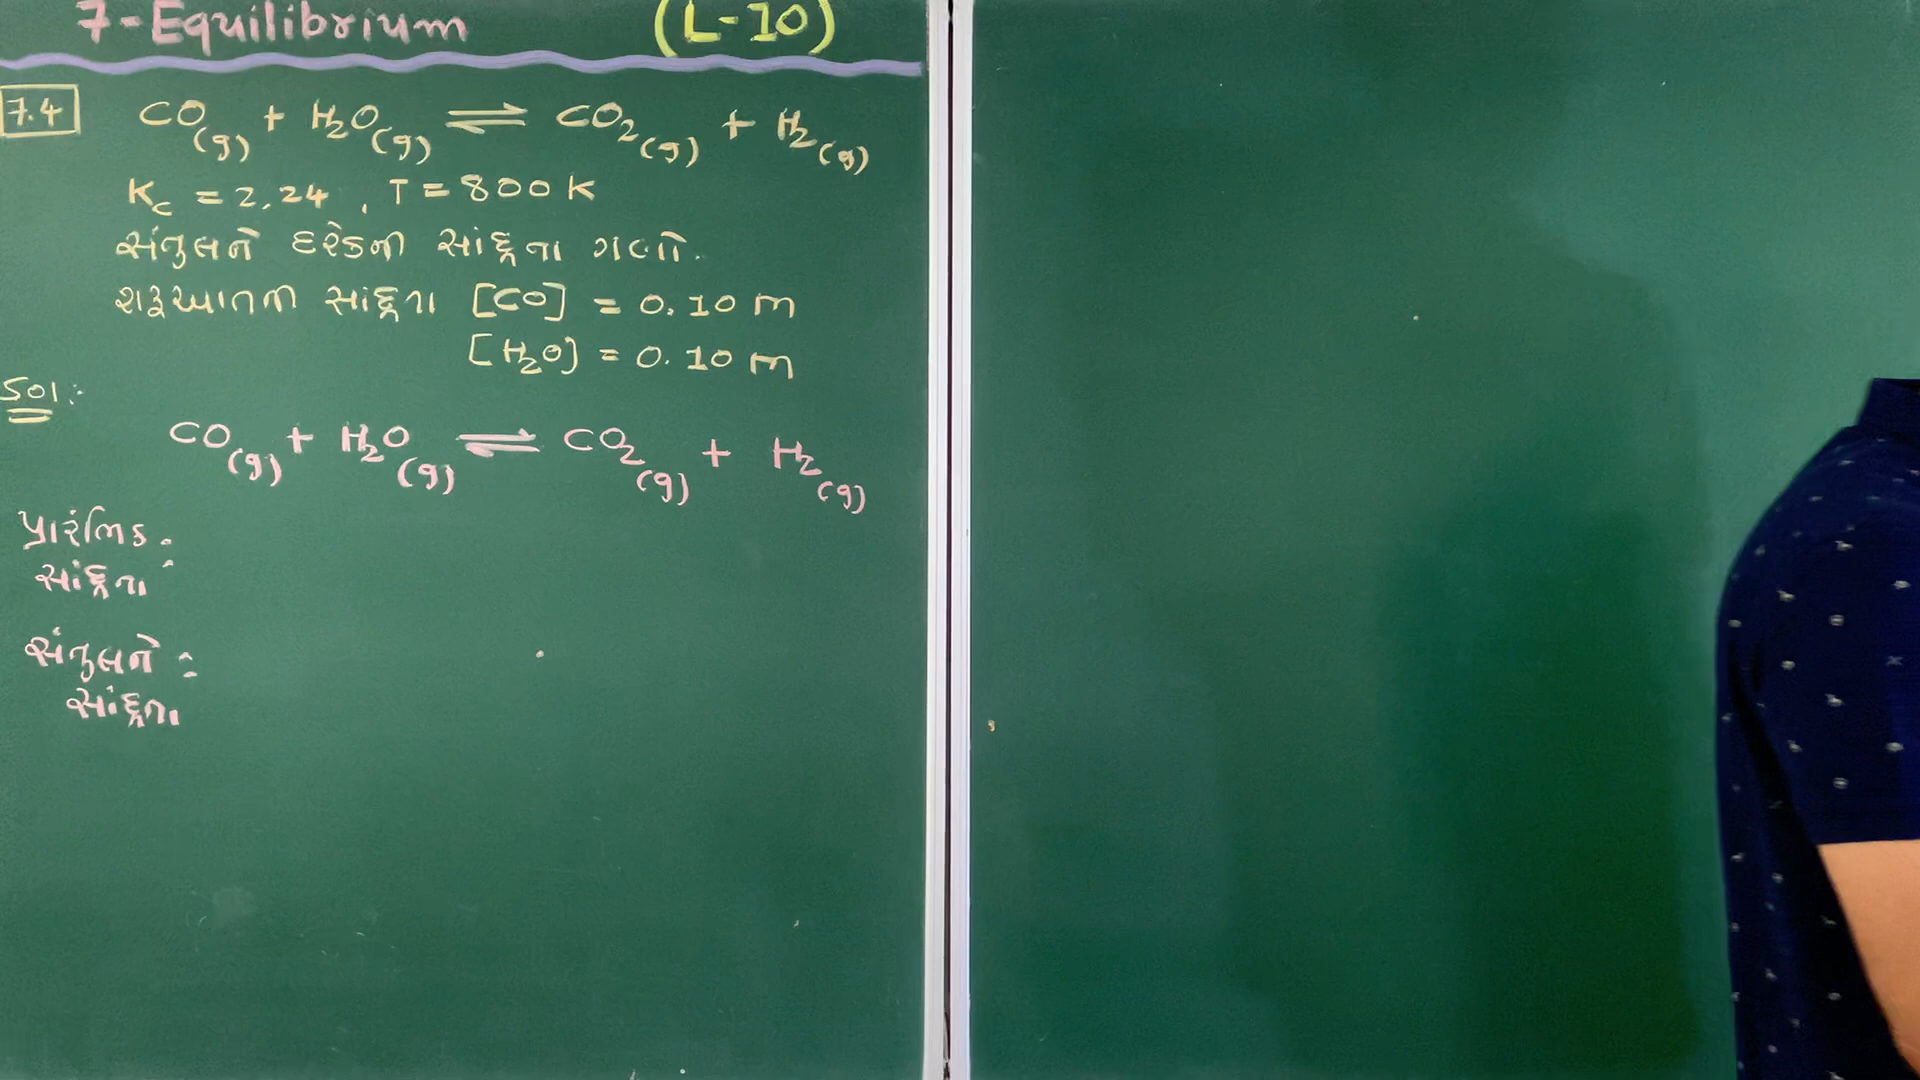 7-Equilibrium (L-10)
7.4 CO(g) + H₂O(g) ⇌ CO₂(g) + H₂(g)
Kc = 2.24, T = 800 K
સંતુલને દરેકની સાંદ્રતા ગણો.
શરૂઆતની સાંદ્રતા [CO] = 0.10 m
[H₂O] = 0.10 m
Sol:
CO(g) + H₂O(g) ⇌ CO₂(g) + H₂(g)
પ્રારંભિક :
સાંદ્રતા
સંતુલને :
સાંદ્રતા